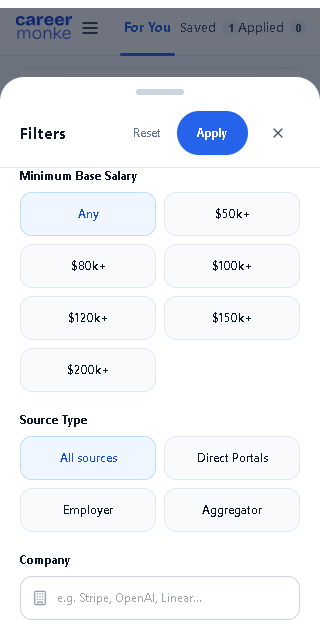 career
monke
For You Saved 1 Applied 0
Filters Reset Apply
Minimum Base Salary
Any $50k+
$80k+ $100k+
$120k+ $150k+
$200k+
Source Type
All sources Direct Portals
Employer Aggregator
Company
e.g. Stripe, OpenAI, Linear...